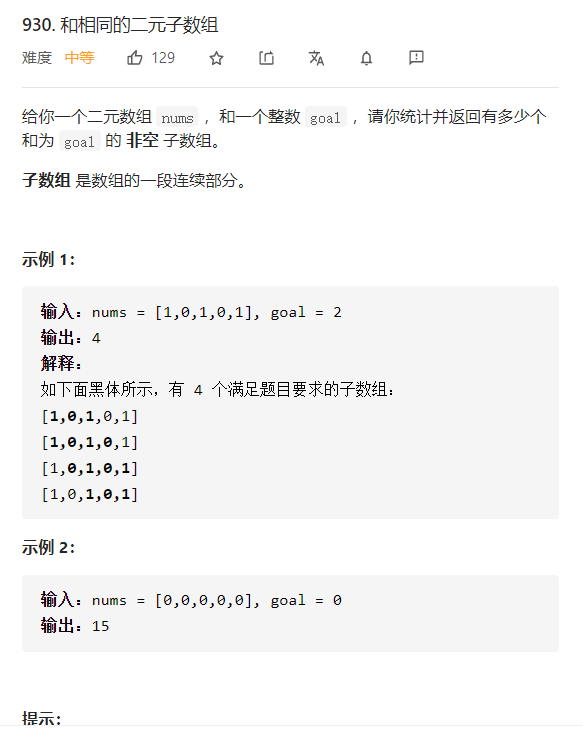 930. 和相同的二元子数组
难度 中等 129
给你一个二元数组 nums ，和一个整数 goal ，请你统计并返回有多少个
和为 goal 的 非空 子数组。
子数组 是数组的一段连续部分。
示例 1：
输入：nums = [1,0,1,0,1], goal = 2
输出：4
解释：
如下面黑体所示，有 4 个满足题目要求的子数组：
[1,0,1,0,1]
[1,0,1,0,1]
[1,0,1,0,1]
[1,0,1,0,1]
示例 2：
输入：nums = [0,0,0,0,0], goal = 0
输出：15
提示：